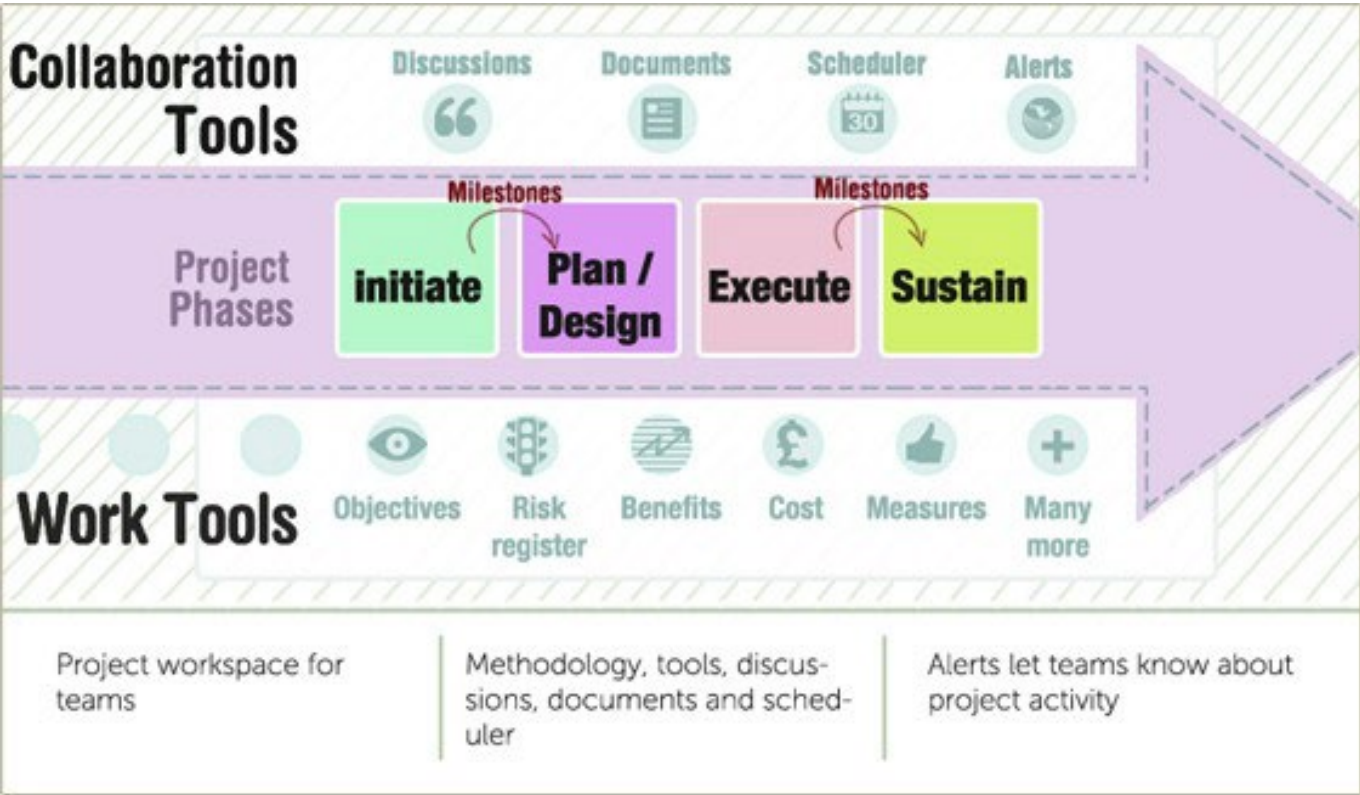 Collaboration
Tools
Discussions
Documents
Scheduler
Alerts
30
Milestones
Milestones
Project
Phases
initiate
Plan /
Design
Execute
Sustain
£
Work Tools
Objectives
Risk
register
Benefits
Cost
Measures
Many
more
Project workspace for
teams
Methodology, tools, discus-
sions, documents and sched-
uler
Alerts let teams know about
project activity